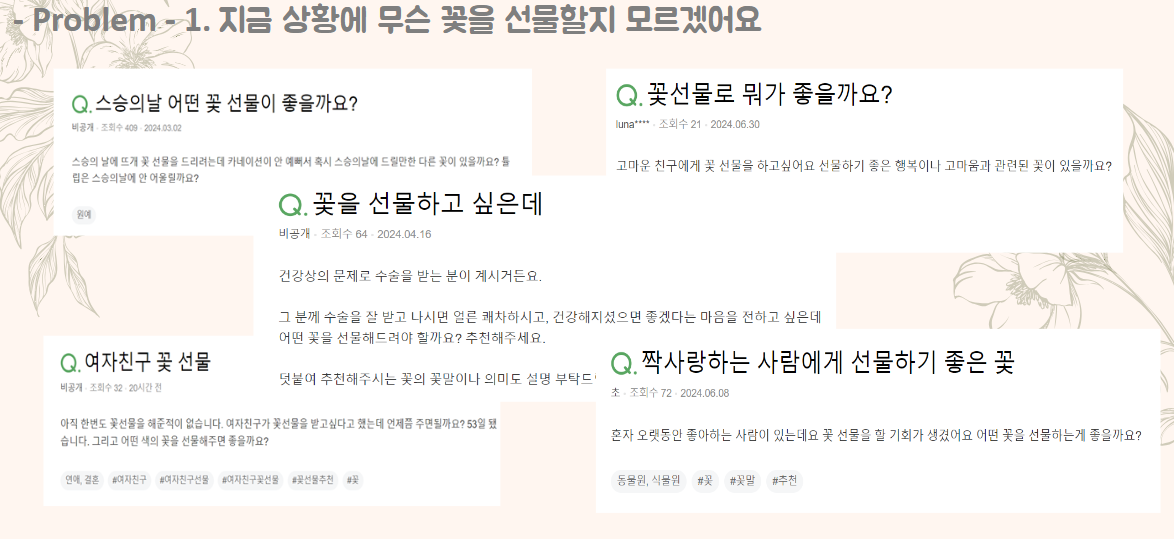 - Problem - 1. 지금 상황에 무슨 꽃을 선물할지 모르겠어요
Q. 스승의날 어떤 꽃 선물이 좋을까요?
비공개 · 조회수 409 · 2024.03.02
스승의 날에 뜨개 꽃 선물을 드리려는데 카네이션이 안 예뻐서 혹시 스승의날에 드릴만한 다른 꽃이 있을까요? 튤
립은 스승의날에 안 어울릴까요?
원예
Q. 꽃선물로 뭐가 좋을까요?
luna**** · 조회수 21 · 2024.06.30
고마운 친구에게 꽃 선물을 하고싶어요 선물하기 좋은 행복이나 고마움과 관련된 꽃이 있을까요?
Q. 꽃을 선물하고 싶은데
비공개 · 조회수 64 · 2024.04.16
건강상의 문제로 수술을 받는 분이 계시거든요.
그 분께 수술을 잘 받고 나시면 얼른 쾌차하시고, 건강해지셨으면 좋겠다는 마음을 전하고 싶은데
어떤 꽃을 선물해드려야 할까요? 추천해주세요.
덧붙여 추천해주시는 꽃의 꽃말이나 의미도 설명 부탁드
Q. 여자친구 꽃 선물
비공개 · 조회수 32 · 20시간 전
아직 한번도 꽃선물을 해준적이 없습니다. 여자친구가 꽃선물을 받고싶다고 했는데 언제쯤 주면될까요? 53일 됐
습니다. 그리고 어떤 색의 꽃을 선물해주면 좋을까요?
연애, 결혼 #여자친구 #여자친구선물 #여자친구꽃선물 #꽃선물추천 #꽃
Q. 짝사랑하는 사람에게 선물하기 좋은 꽃
초 · 조회수 72 · 2024.06.08
혼자 오랫동안 좋아하는 사람이 있는데요 꽃 선물을 할 기회가 생겼어요 어떤 꽃을 선물하는게 좋을까요?
동물원, 식물원 #꽃 #꽃말 #추천